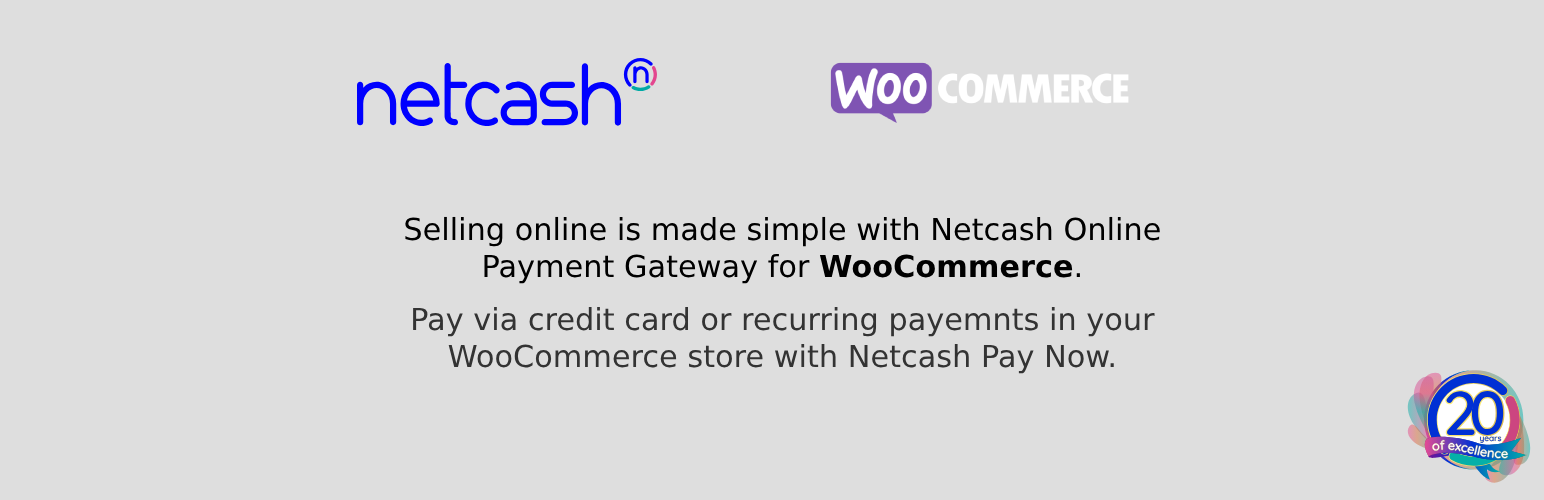 netcash n
WOO COMMERCE
Selling online is made simple with Netcash Online
Payment Gateway for WooCommerce.
Pay via credit card or recurring payemnts in your
WooCommerce store with Netcash Pay Now.
20
years
of excellence